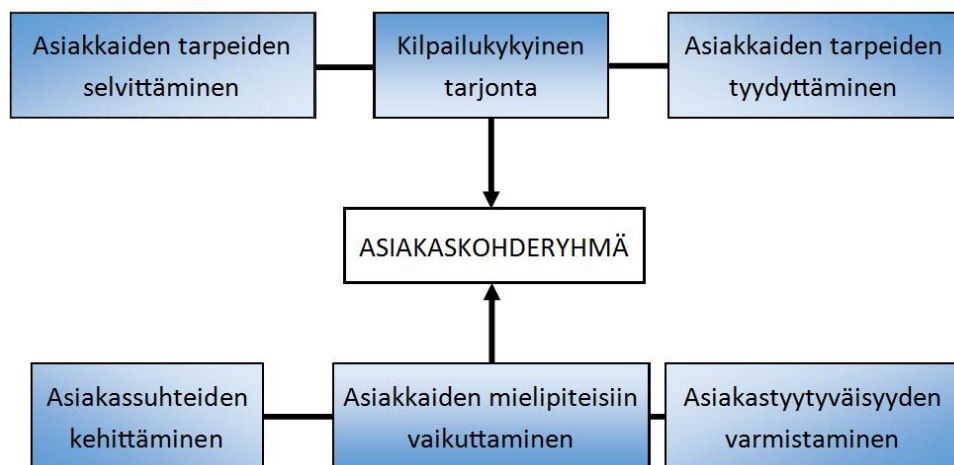 Asiakkaiden tarpeiden
selvittäminen
Kilpailukykyinen
tarjonta
Asiakkaiden tarpeiden
tyydyttäminen
ASIAKASKOHDERYHMÄ
Asiakassuhteiden
kehittäminen
Asiakkaiden mielipiteisiin
vaikuttaminen
Asiakastyytyväisyyden
varmistaminen